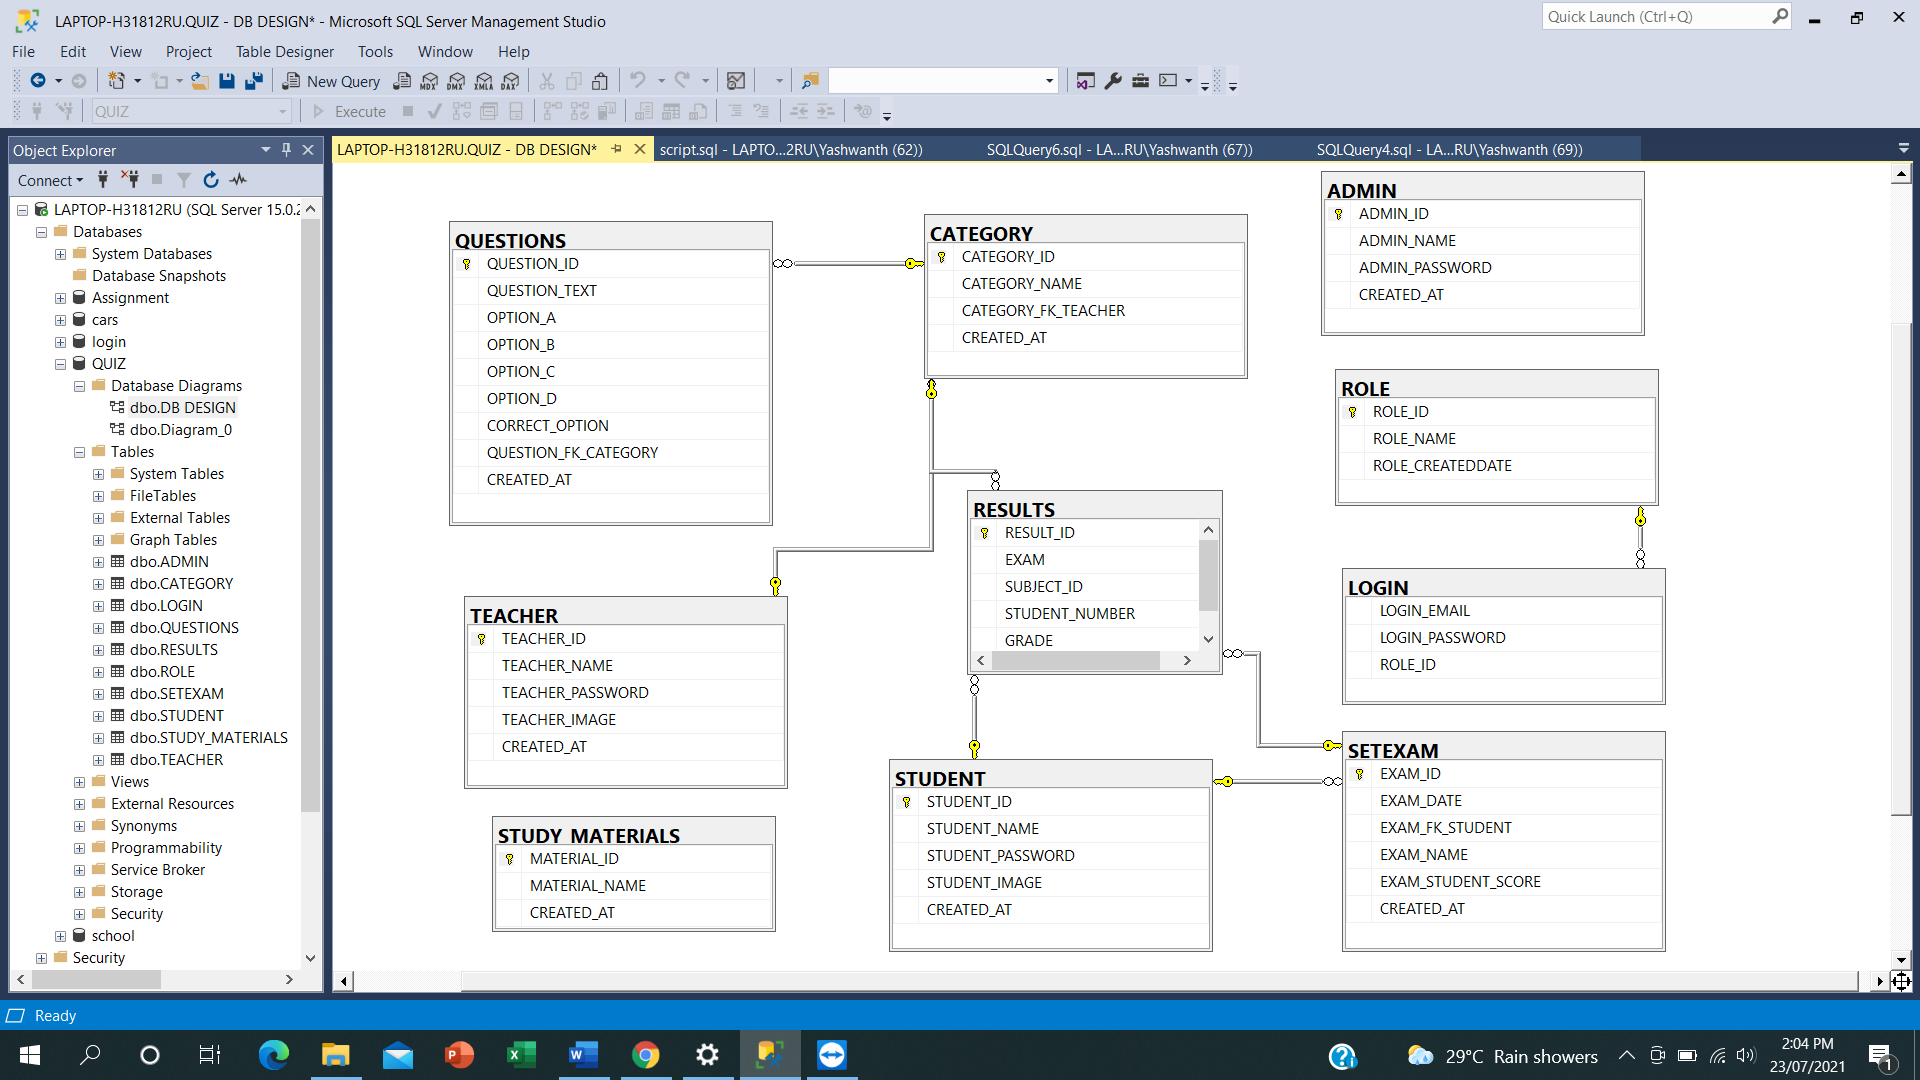 LAPTOP-H31812RU.QUIZ - DB DESIGN* - Microsoft SQL Server Management Studio
Quick Launch (Ctrl+Q)
File Edit View Project Table Designer Tools Window Help
New Query
MDX DMX XMLA DAX
QUIZ
Execute
Object Explorer
Connect
LAPTOP-H31812RU (SQL Server 15.0.2
Databases
System Databases
Database Snapshots
Assignment
cars
login
QUIZ
Database Diagrams
dbo.DB DESIGN
dbo.Diagram_0
Tables
System Tables
FileTables
External Tables
Graph Tables
dbo.ADMIN
dbo.CATEGORY
dbo.LOGIN
dbo.QUESTIONS
dbo.RESULTS
dbo.ROLE
dbo.SETEXAM
dbo.STUDENT
dbo.STUDY_MATERIALS
dbo.TEACHER
Views
External Resources
Synonyms
Programmability
Service Broker
Storage
Security
school
Security
LAPTOP-H31812RU.QUIZ - DB DESIGN*
script.sql - LAPTO...2RU\Yashwanth (62))
SQLQuery6.sql - LA...RU\Yashwanth (67))
SQLQuery4.sql - LA...RU\Yashwanth (69))
QUESTIONS
QUESTION_ID
QUESTION_TEXT
OPTION_A
OPTION_B
OPTION_C
OPTION_D
CORRECT_OPTION
QUESTION_FK_CATEGORY
CREATED_AT
CATEGORY
CATEGORY_ID
CATEGORY_NAME
CATEGORY_FK_TEACHER
CREATED_AT
ADMIN
ADMIN_ID
ADMIN_NAME
ADMIN_PASSWORD
CREATED_AT
ROLE
ROLE_ID
ROLE_NAME
ROLE_CREATEDDATE
RESULTS
RESULT_ID
EXAM
SUBJECT_ID
STUDENT_NUMBER
GRADE
LOGIN
LOGIN_EMAIL
LOGIN_PASSWORD
ROLE_ID
TEACHER
TEACHER_ID
TEACHER_NAME
TEACHER_PASSWORD
TEACHER_IMAGE
CREATED_AT
STUDY_MATERIALS
MATERIAL_ID
MATERIAL_NAME
CREATED_AT
STUDENT
STUDENT_ID
STUDENT_NAME
STUDENT_PASSWORD
STUDENT_IMAGE
CREATED_AT
SETEXAM
EXAM_ID
EXAM_DATE
EXAM_FK_STUDENT
EXAM_NAME
EXAM_STUDENT_SCORE
CREATED_AT
Ready
29°C Rain showers
2:04 PM
23/07/2021
1